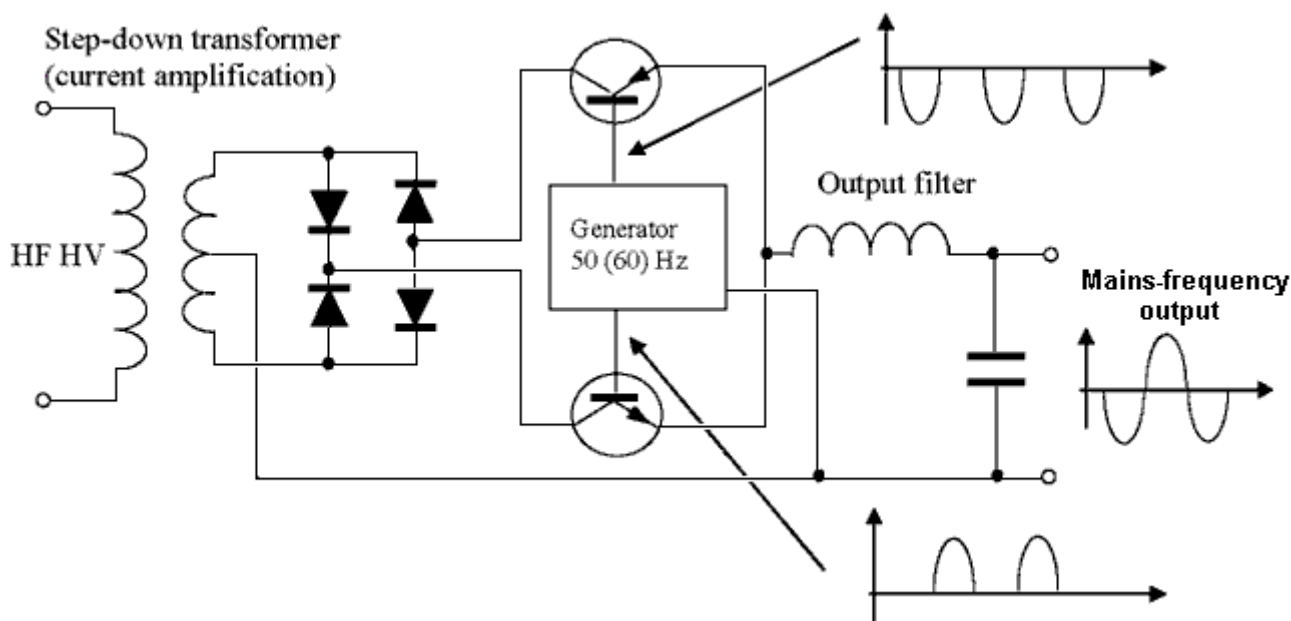 Step-down transformer
(current amplification)
HF HV
Generator
50 (60) Hz
Output filter
Mains-frequency
output